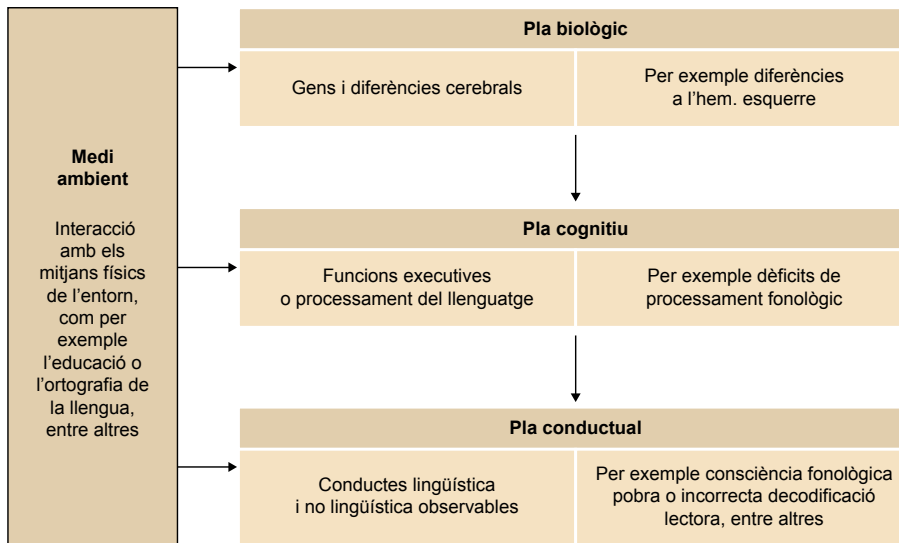 Medi
ambient
Interacció
amb els
mitjans físics
de l’entorn,
com per
exemple
l’educació o
l’ortografia de
la llengua,
entre altres
Pla biològic
Gens i diferències cerebrals
Per exemple diferències
a l’hem. esquerre
Pla cognitiu
Funcions executives
o processament del llenguatge
Per exemple dèficits de
processament fonològic
Pla conductual
Conductes lingüística
i no lingüística observables
Per exemple consciència fonològica
pobra o incorrecta decodificació
lectora, entre altres